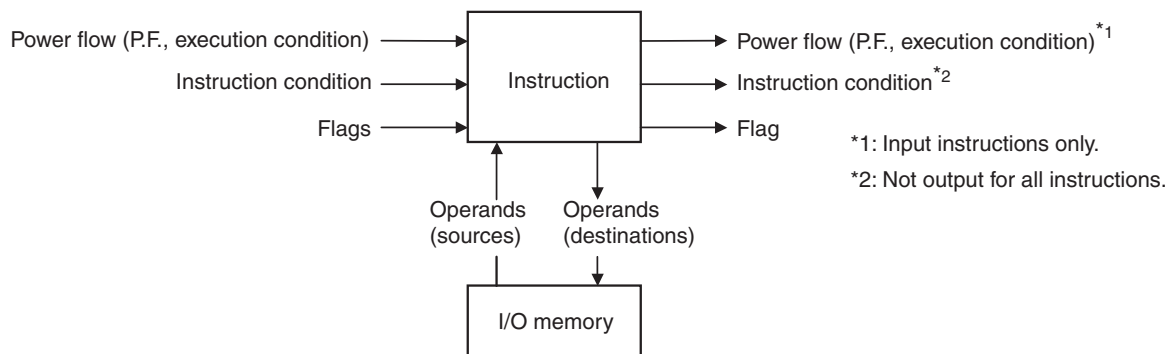 Power flow (P.F., execution condition)
Instruction condition
Flags
Instruction
Power flow (P.F., execution condition)*1
Instruction condition*2
Flag
*1: Input instructions only.
*2: Not output for all instructions.
Operands
(sources)
Operands
(destinations)
I/O memory